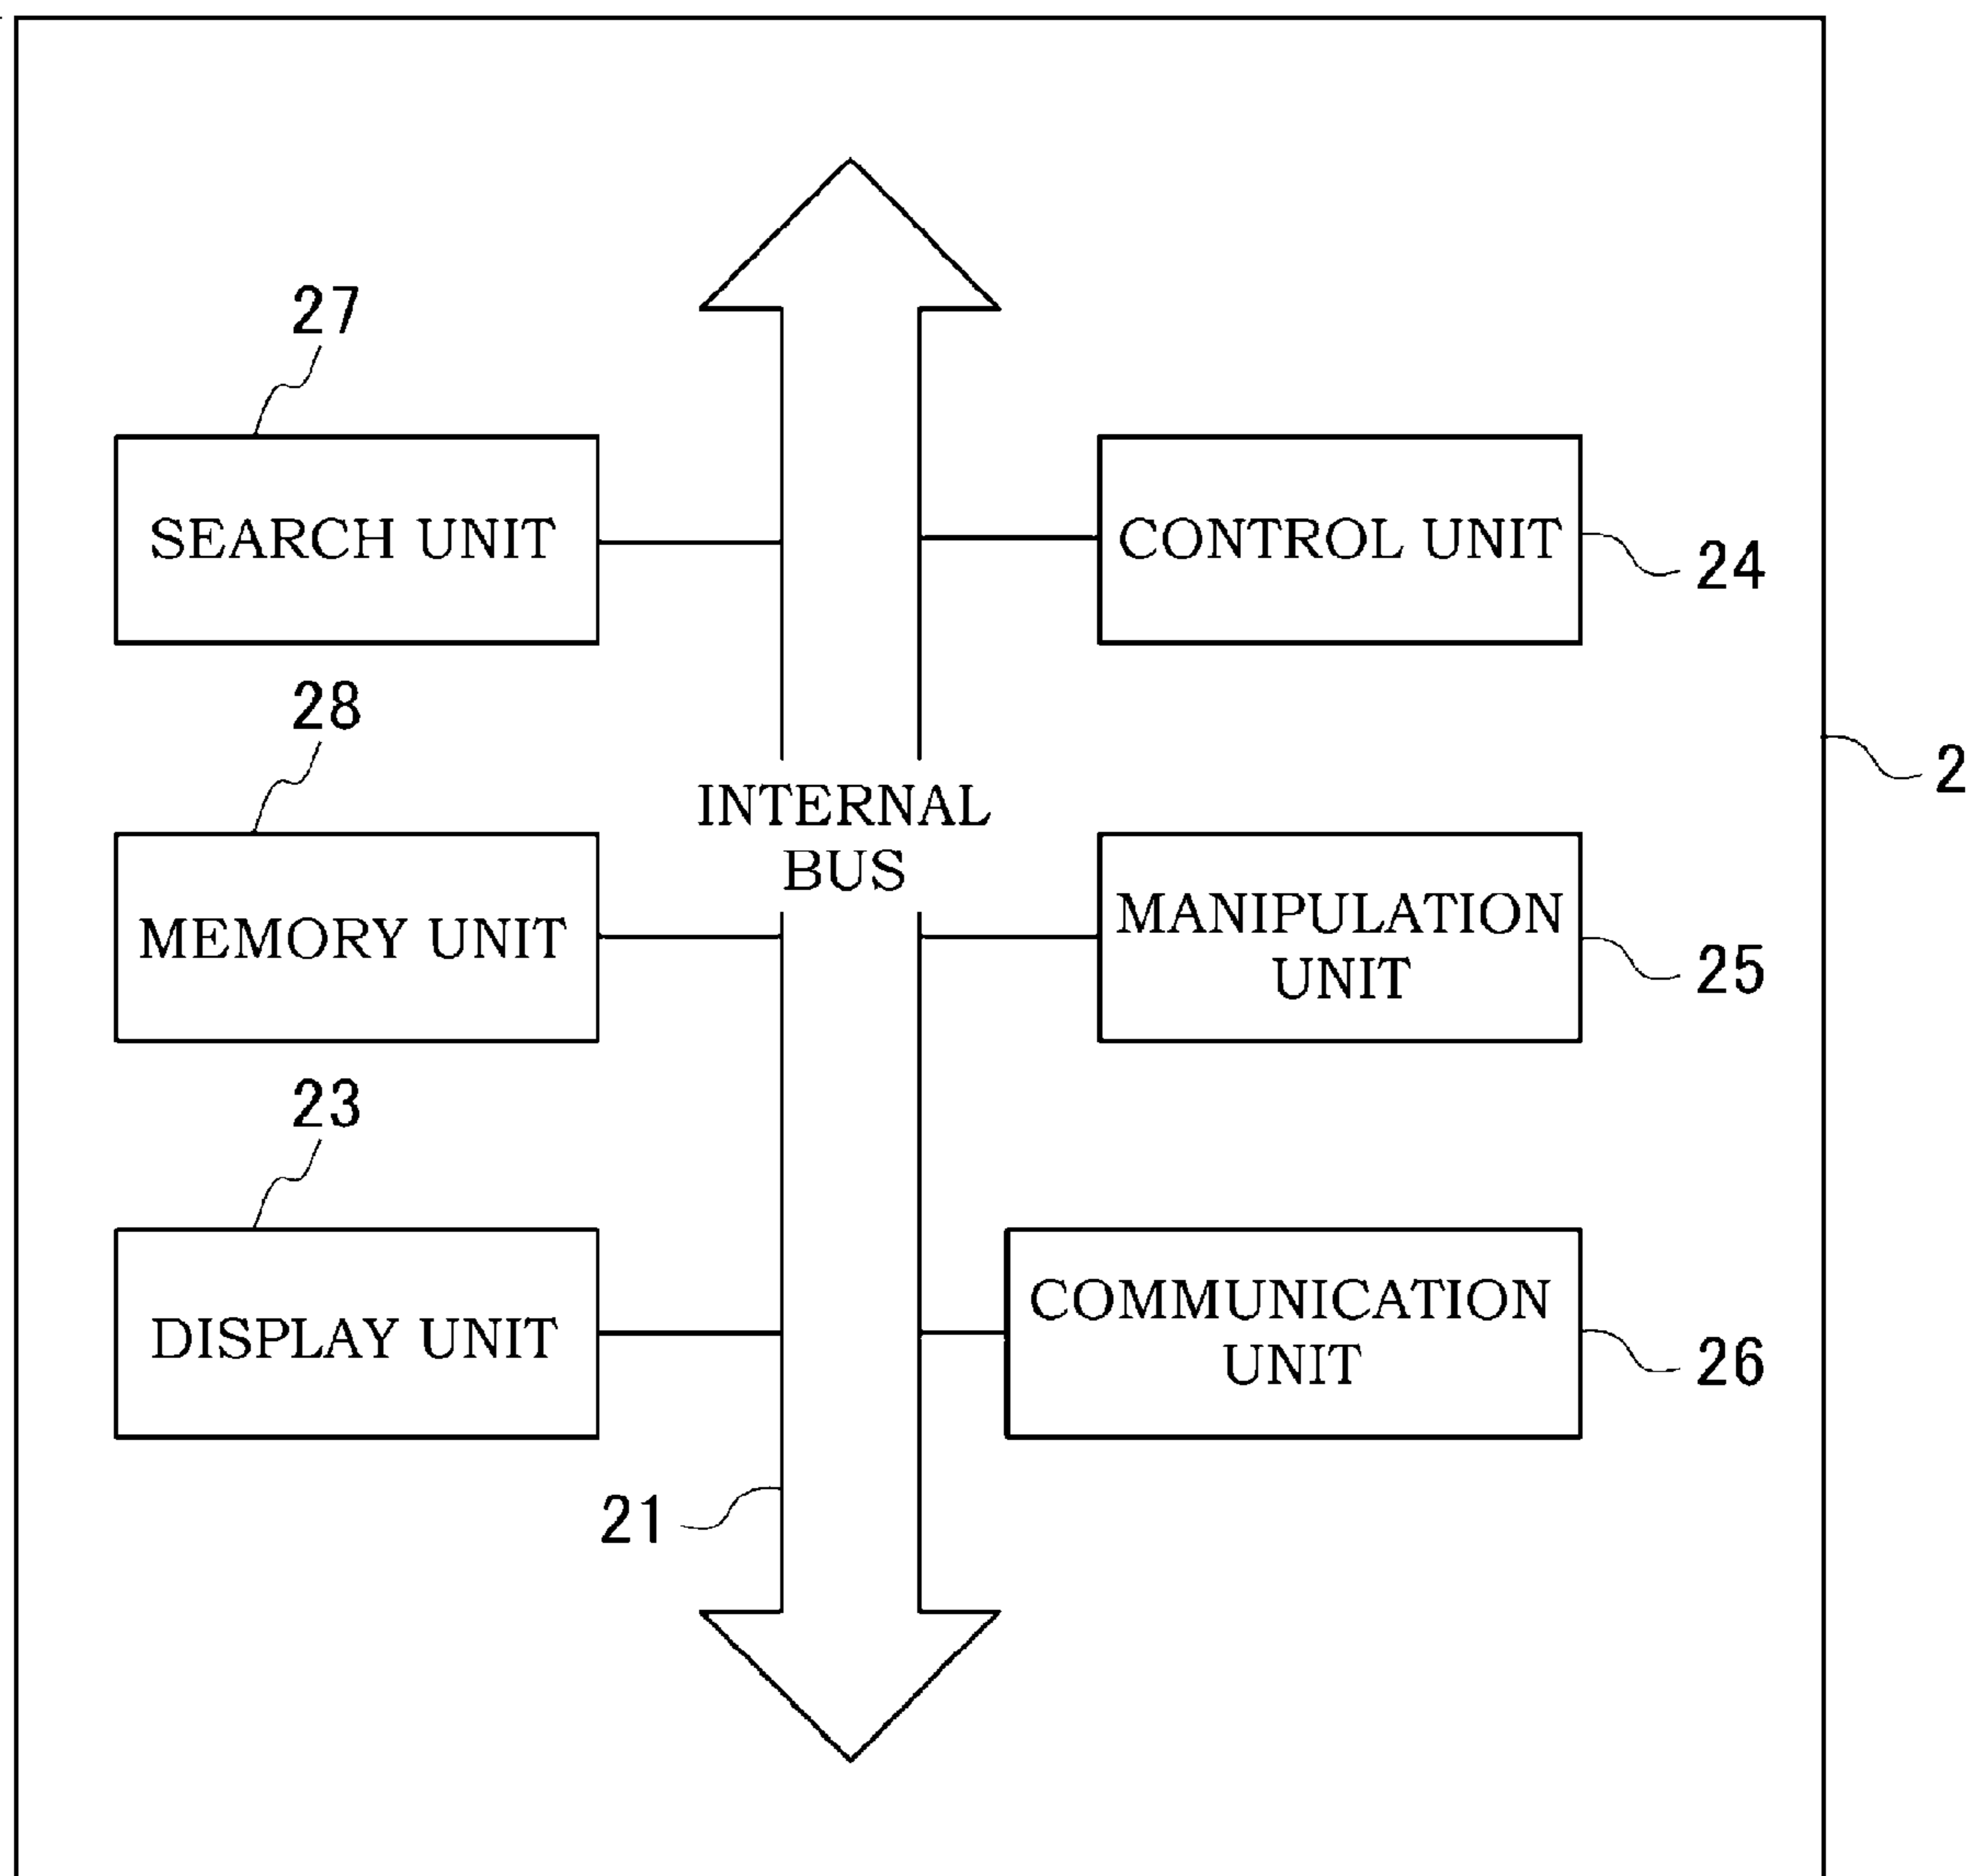 27
SEARCH UNIT
CONTROL UNIT
24
28
INTERNAL
BUS
2
MEMORY UNIT
MANIPULATION
UNIT
25
23
DISPLAY UNIT
COMMUNICATION
UNIT
26
21